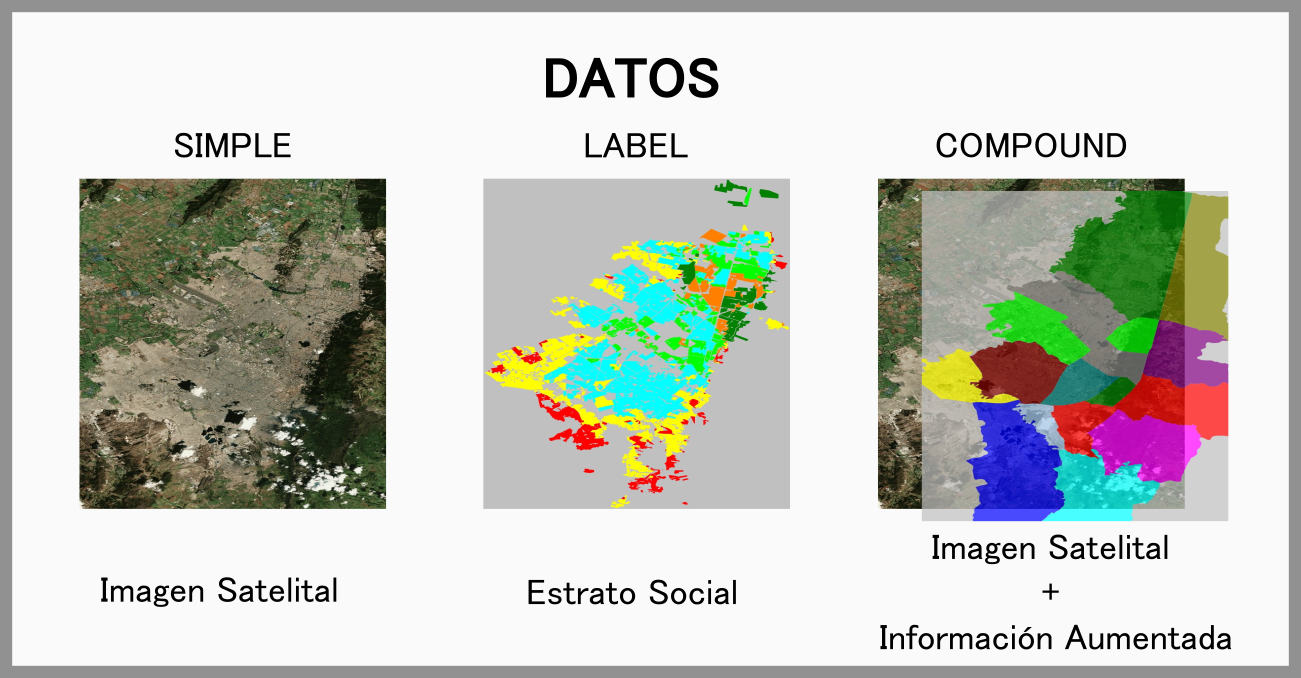 DATOS
SIMPLE
LABEL
COMPOUND
Imagen Satelital
Estrato Social
Imagen Satelital
+
Información Aumentada